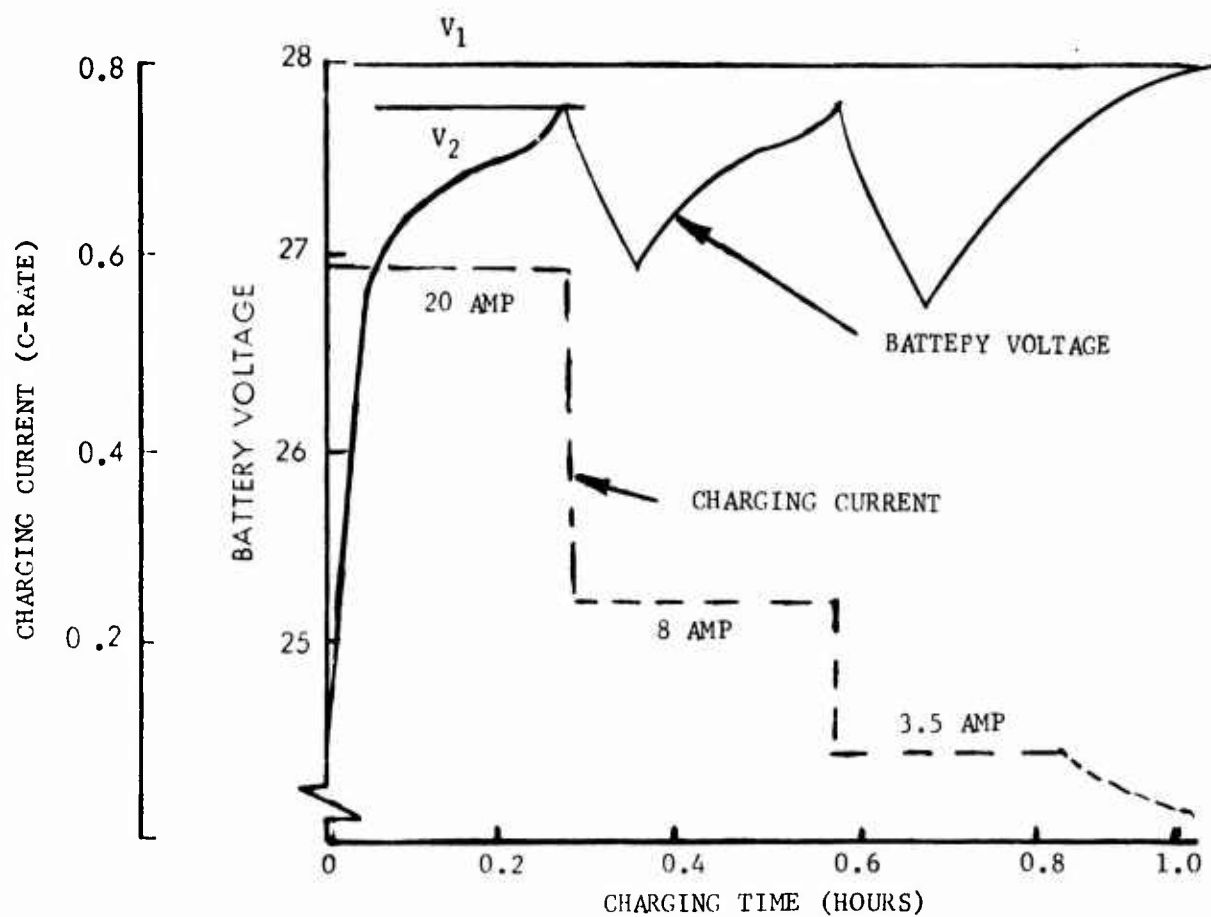 V1
28
0.8
V2
27
0.6
20 AMP
BATTEPY VOLTAGE
CHARGING CURRENT (C-RATE)
BATTERY VOLTAGE
26
0.4
CHARGING CURRENT
25
0.2
8 AMP
3.5 AMP
0 0.2 0.4 0.6 0.8 1.0
CHARGING TIME (HOURS)